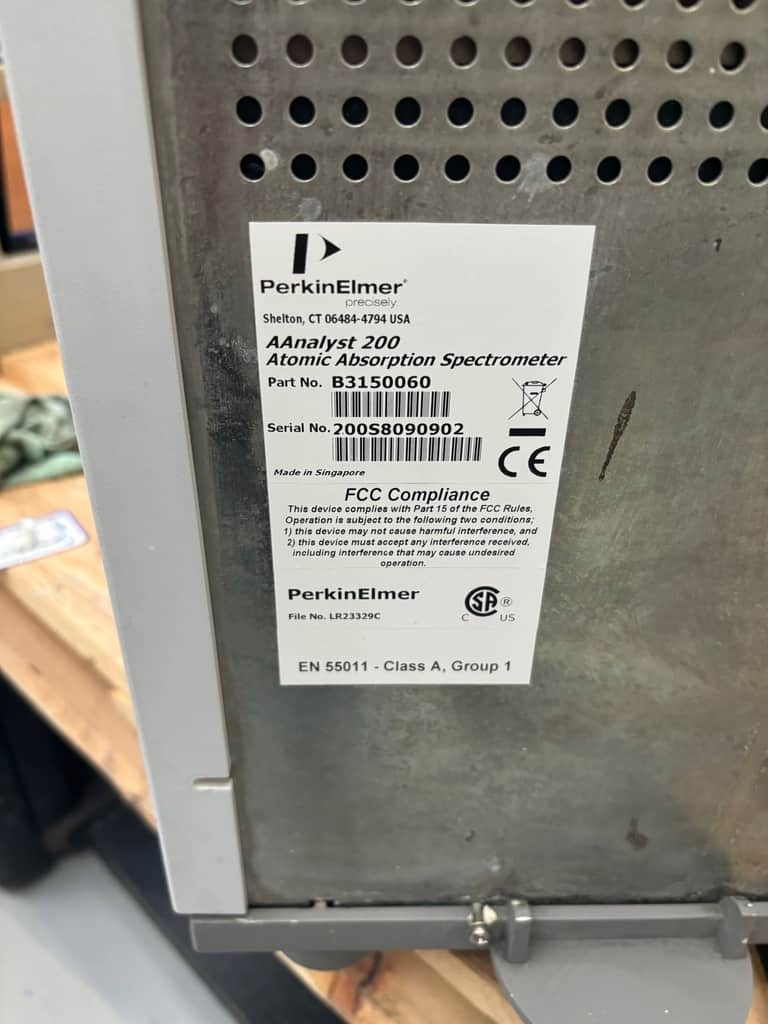 PerkinElmer®
precisely
Shelton, CT 06484-4794 USA
AAnalyst 200
Atomic Absorption Spectrometer
Part No. B3150060
Serial No. 200S8090902
CE
Made in Singapore
FCC Compliance
This device complies with Part 15 of the FCC Rules,
Operation is subject to the following two conditions;
1) this device may not cause harmful interference, and
2) this device must accept any interference received,
including interference that may cause undesired
operation.
PerkinElmer
File No. LR23329C
C SA ® US
EN 55011 - Class A, Group 1